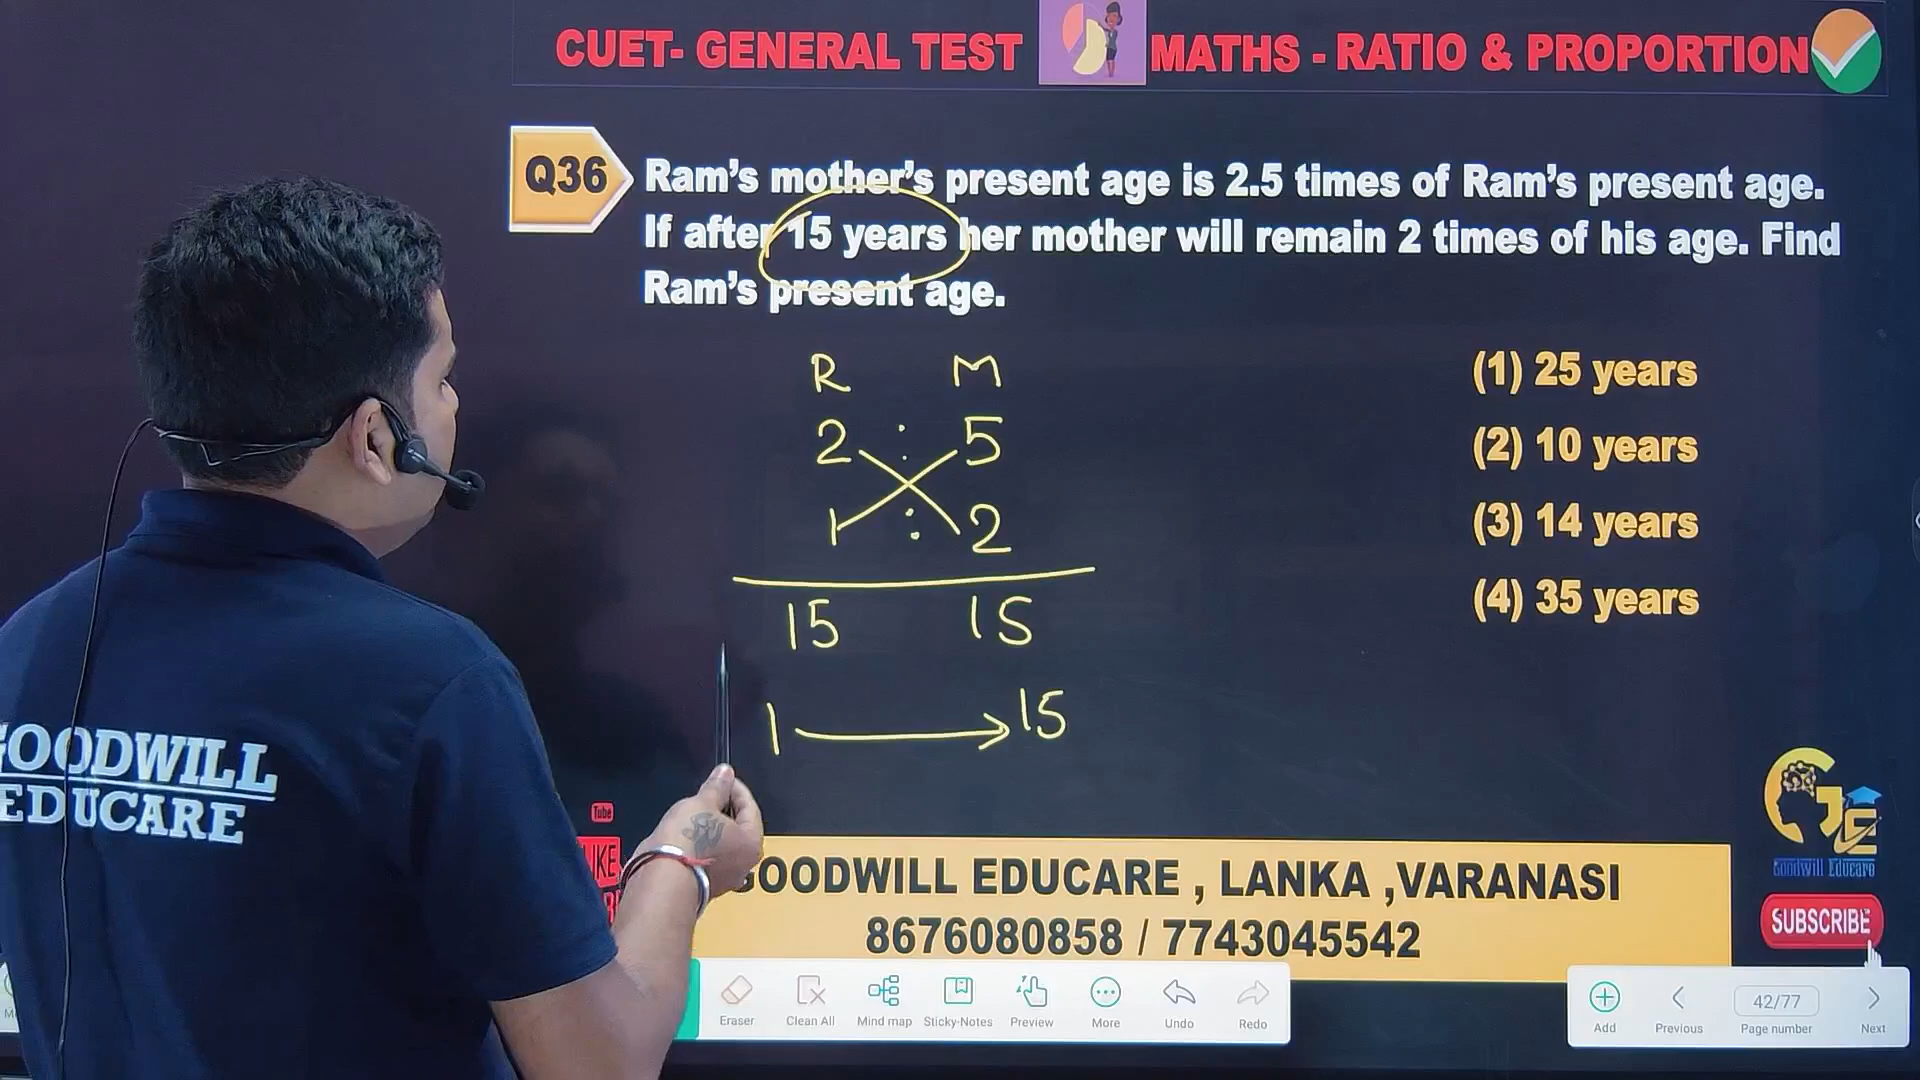 CUET- GENERAL TEST MATHS - RATIO & PROPORTION
Q36
Ram's mother's present age is 2.5 times of Ram's present age.
If after 15 years her mother will remain 2 times of his age. Find
Ram's present age.
R M
2 : 5
1 : 2
15 15
1 → 15
(1) 25 years
(2) 10 years
(3) 14 years
(4) 35 years
GOODWILL
EDUCARE
Tube
GOODWILL EDUCARE , LANKA ,VARANASI
8676080858 / 7743045542
Goodwill Educare
SUBSCRIBE
Eraser Clean All Mind map Sticky-Notes Preview More Undo Redo
42/77
Add Previous Page number Next